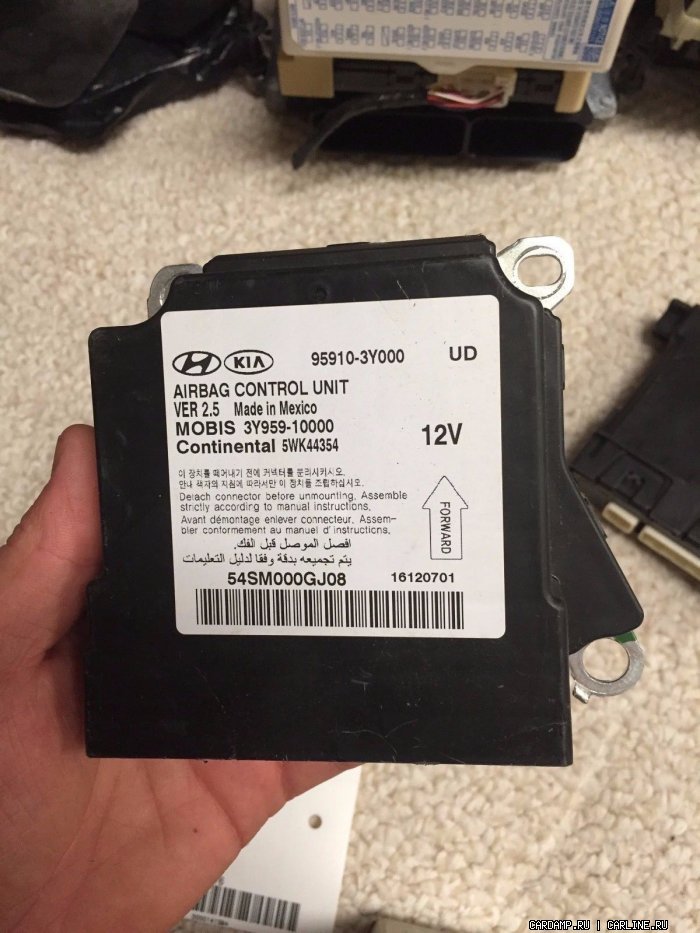 KIA 95910-3Y000 UD
AIRBAG CONTROL UNIT
VER 2.5 Made in Mexico
MOBIS 3Y959-10000
Continental 5WK44354
12V
이 장치를 떼어내기 전에 커넥터를 분리시키시오.
안내 책자의 지침에 따라서만 이 장치를 조립하십시오.
Detach connector before unmounting. Assemble
strictly according to manual instructions.
Avant démontage enlever connecteur. Assem-
bler conformement au manuel d'instructions.
افصل الموصل قبل الفك.
يتم تجميعه بدقة وفقا لدليل التعليمات
FORWARD
54SM000GJ08 16120701
CARDAMP.RU | CARLINE.RU